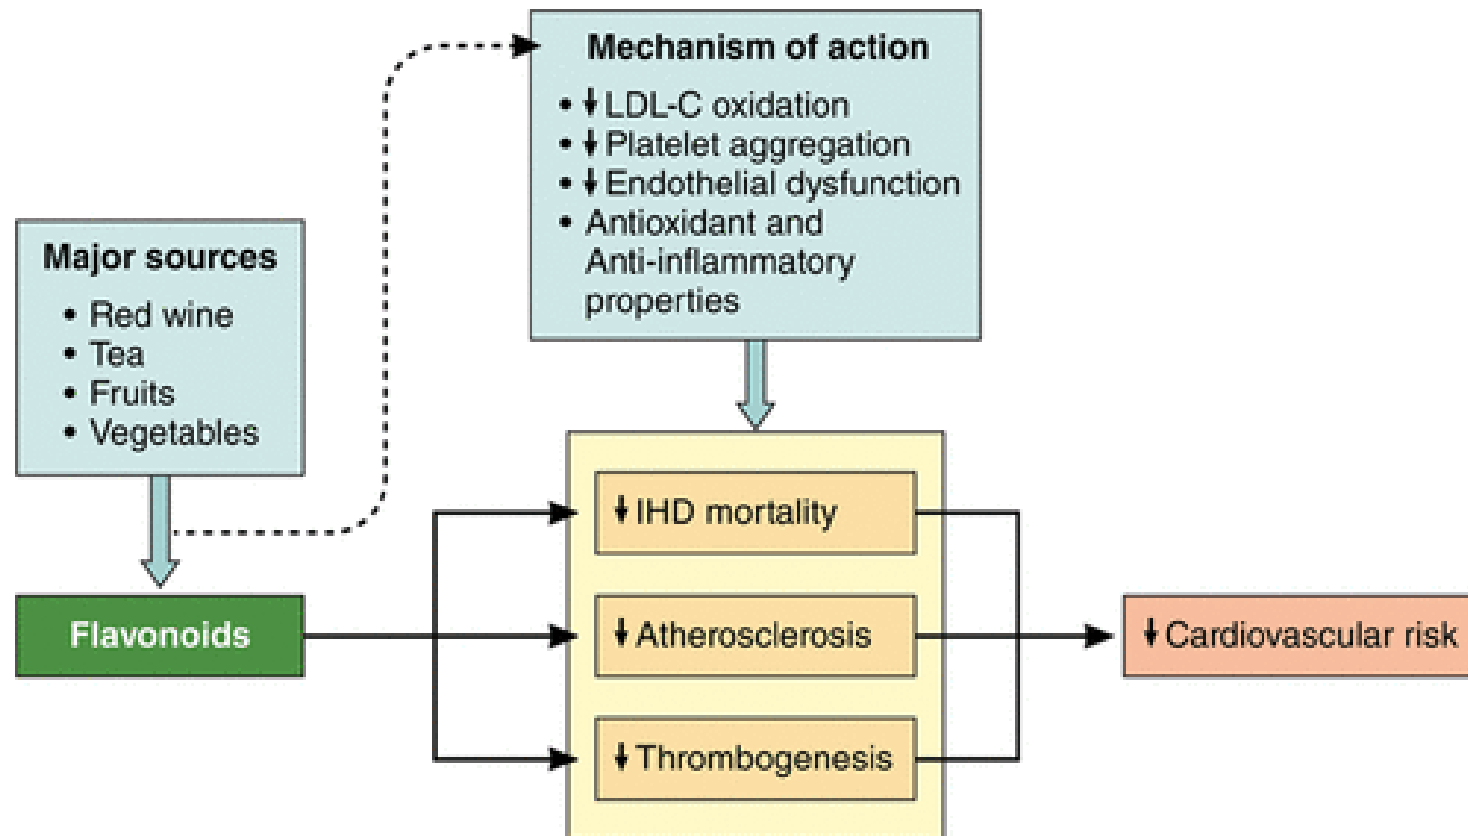 Mechanism of action
• ↓ LDL-C oxidation
• ↓ Platelet aggregation
• ↓ Endothelial dysfunction
• Antioxidant and
Anti-inflammatory
properties
Major sources
• Red wine
• Tea
• Fruits
• Vegetables
Flavonoids
↓ IHD mortality
↓ Atherosclerosis
↓ Thrombogenesis
↓ Cardiovascular risk